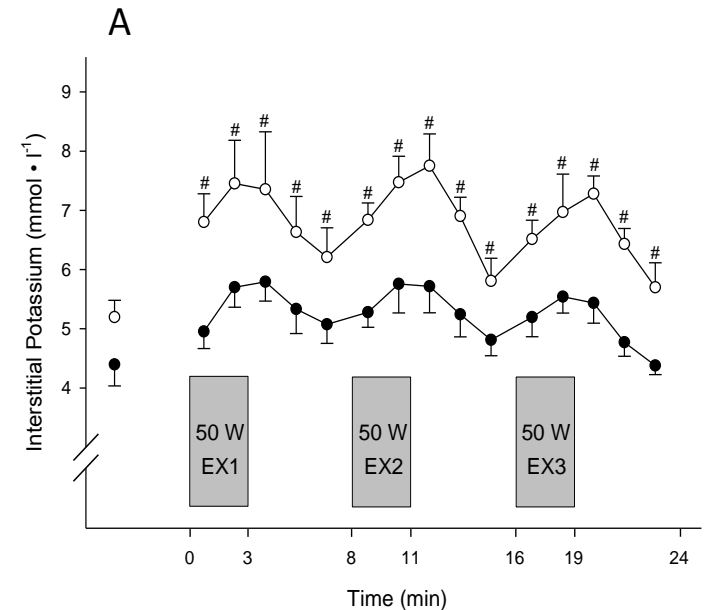 A
Interstitial Potassium (mmol • l-1)
9
8
7
6
5
4
# # # # # # # # # # # # # # #
50 W
EX1
50 W
EX2
50 W
EX3
0 3 8 11 16 19 24
Time (min)